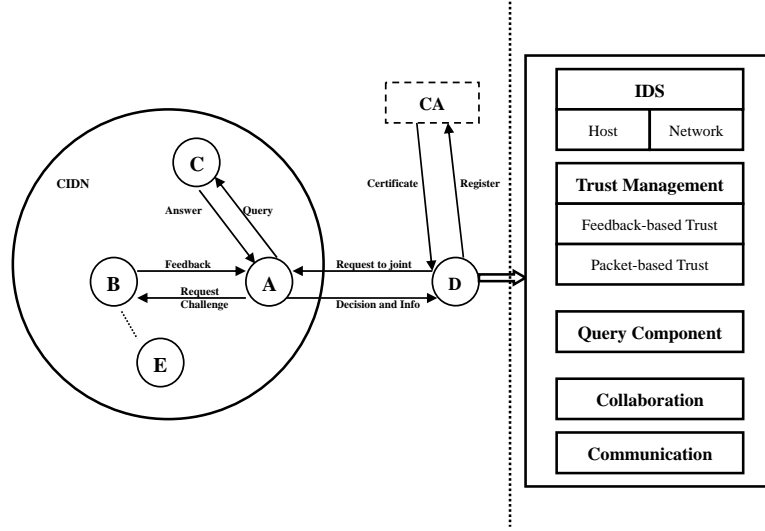 CIDN
C
Answer
Query
B
Feedback
Request
Challenge
A
E
CA
Certificate
Register
Request to joint
Decision and Info
D
IDS
Host
Network
Trust Management
Feedback-based Trust
Packet-based Trust
Query Component
Collaboration
Communication